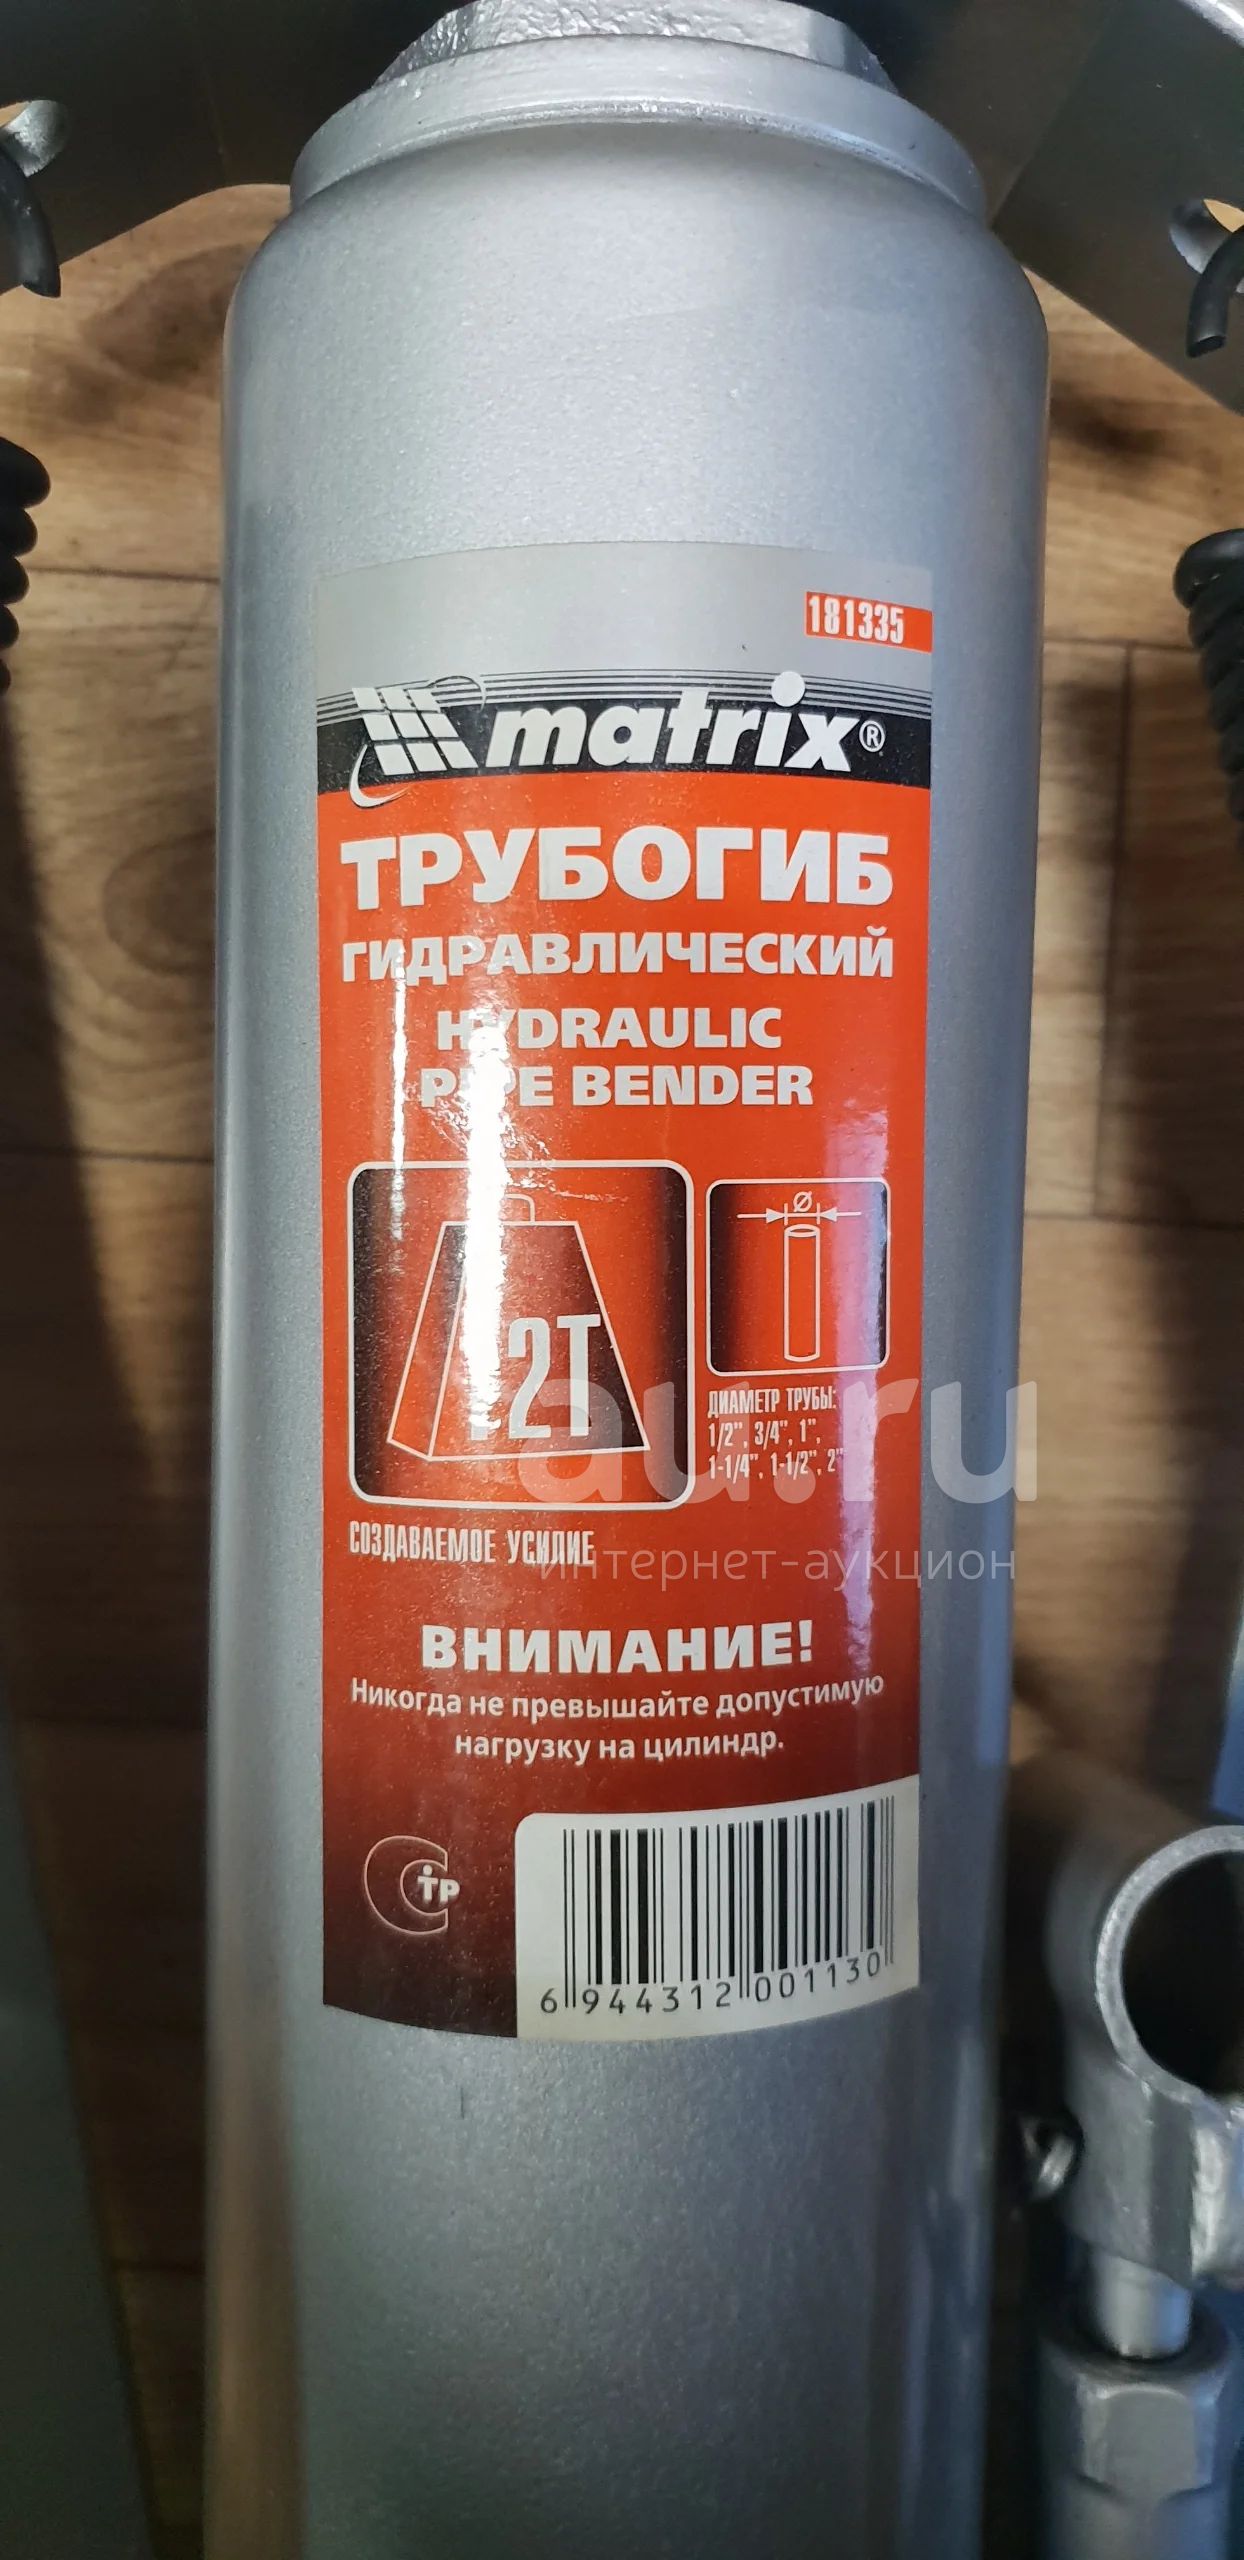 181335
matrix®
ТРУБОГИБ
ГИДРАВЛИЧЕСКИЙ
HYDRAULIC
PIPE BENDER
Ø
12Т
ДИАМЕТР ТРУБЫ:
1/2", 3/4", 1",
1-1/4", 1-1/2", 2"
СОЗДАВАЕМОЕ УСИЛИЕ
au.ru
интернет-аукцион
ВНИМАНИЕ!
Никогда не превышайте допустимую
нагрузку на цилиндр.
СТР
6 944312 001130